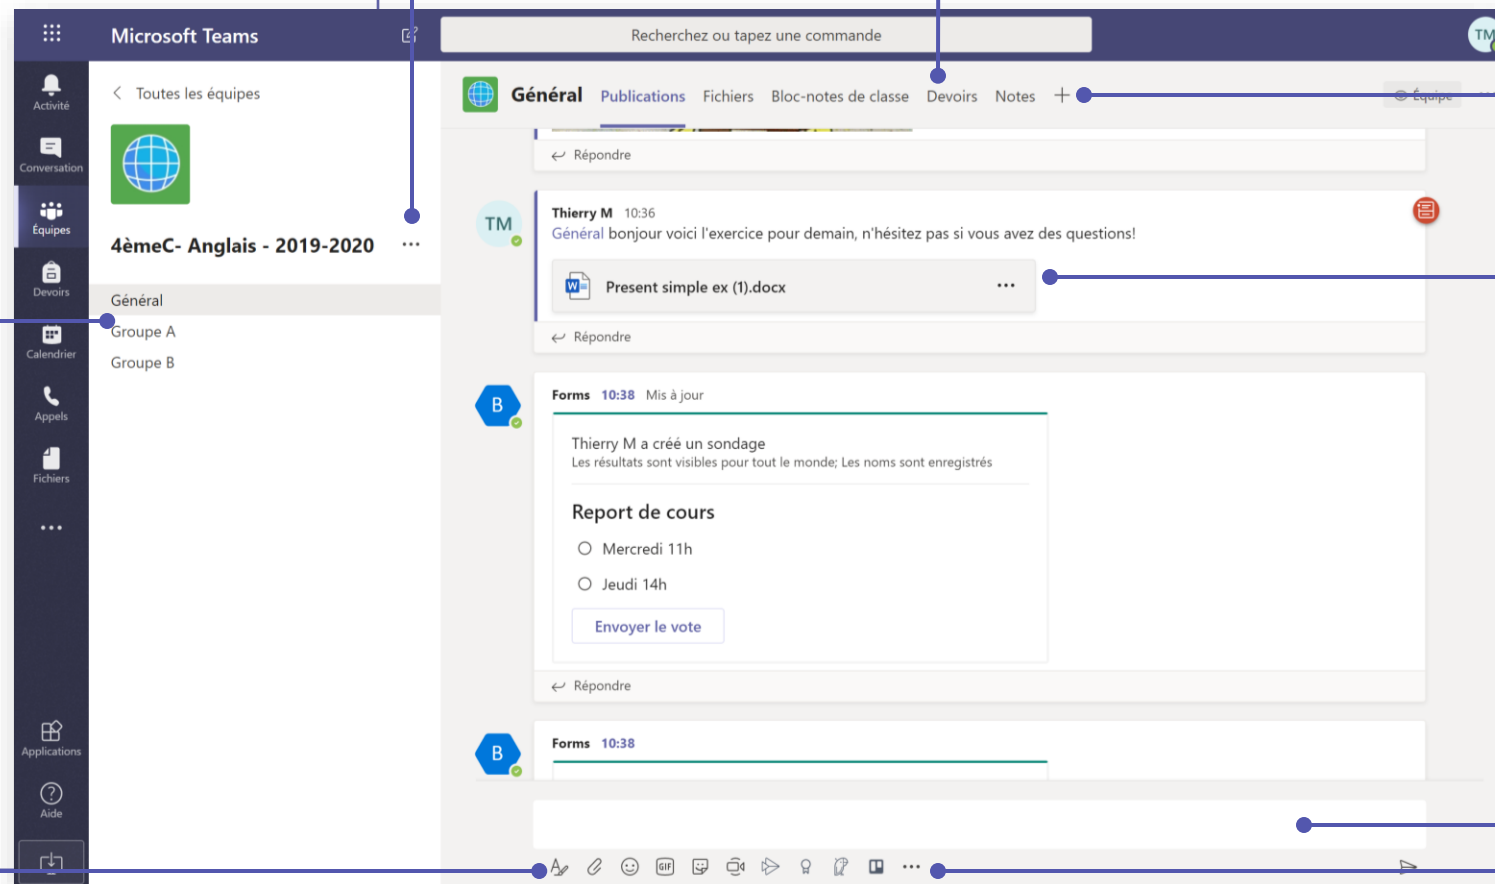 Microsoft Teams
Recherchez ou tapez une commande
TM
Activité
Conversation
Équipes
Devoirs
Calendrier
Appels
Fichiers
Applications
Aide
Toutes les équipes
4èmeC- Anglais - 2019-2020
Général
Groupe A
Groupe B
Général Publications Fichiers Bloc-notes de classe Devoirs Notes
Équipe
Répondre
TM
Thierry M 10:36
Général bonjour voici l'exercice pour demain, n'hésitez pas si vous avez des questions!
W
Present simple ex (1).docx
Répondre
B
Forms 10:38 Mis à jour
Thierry M a créé un sondage
Les résultats sont visibles pour tout le monde; Les noms sont enregistrés
Report de cours
Mercredi 11h
Jeudi 14h
Envoyer le vote
Répondre
B
Forms 10:38
GIF